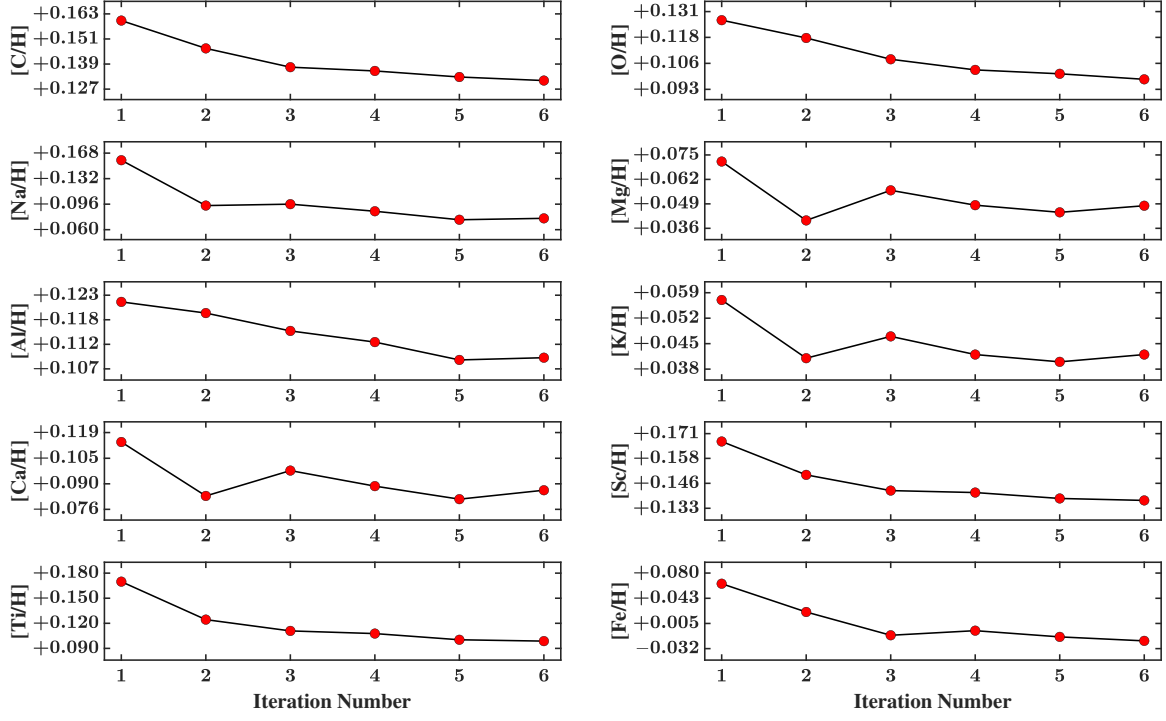 [C/H]
+0.163
+0.151
+0.139
+0.127
1 2 3 4 5 6
[O/H]
+0.131
+0.118
+0.106
+0.093
1 2 3 4 5 6
[Na/H]
+0.168
+0.132
+0.096
+0.060
1 2 3 4 5 6
[Mg/H]
+0.075
+0.062
+0.049
+0.036
1 2 3 4 5 6
[Al/H]
+0.123
+0.118
+0.112
+0.107
1 2 3 4 5 6
[K/H]
+0.059
+0.052
+0.045
+0.038
1 2 3 4 5 6
[Ca/H]
+0.119
+0.105
+0.090
+0.076
1 2 3 4 5 6
[Sc/H]
+0.171
+0.158
+0.146
+0.133
1 2 3 4 5 6
[Ti/H]
+0.180
+0.150
+0.120
+0.090
1 2 3 4 5 6
Iteration Number
[Fe/H]
+0.080
+0.043
+0.005
−0.032
1 2 3 4 5 6
Iteration Number